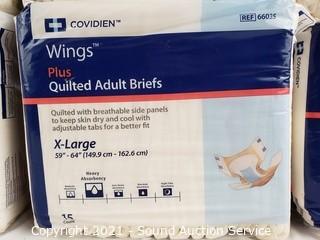 COVIDIEN™
REF 66035
Wings™
Plus
Quilted Adult Briefs
Quilted with breathable side panels
to keep skin dry and cool with
adjustable tabs for a better fit
X-Large
59" - 64" (149.9 cm - 162.6 cm)
Heavy
Absorbency
15
Copyright 2021 - Sound Auction Service